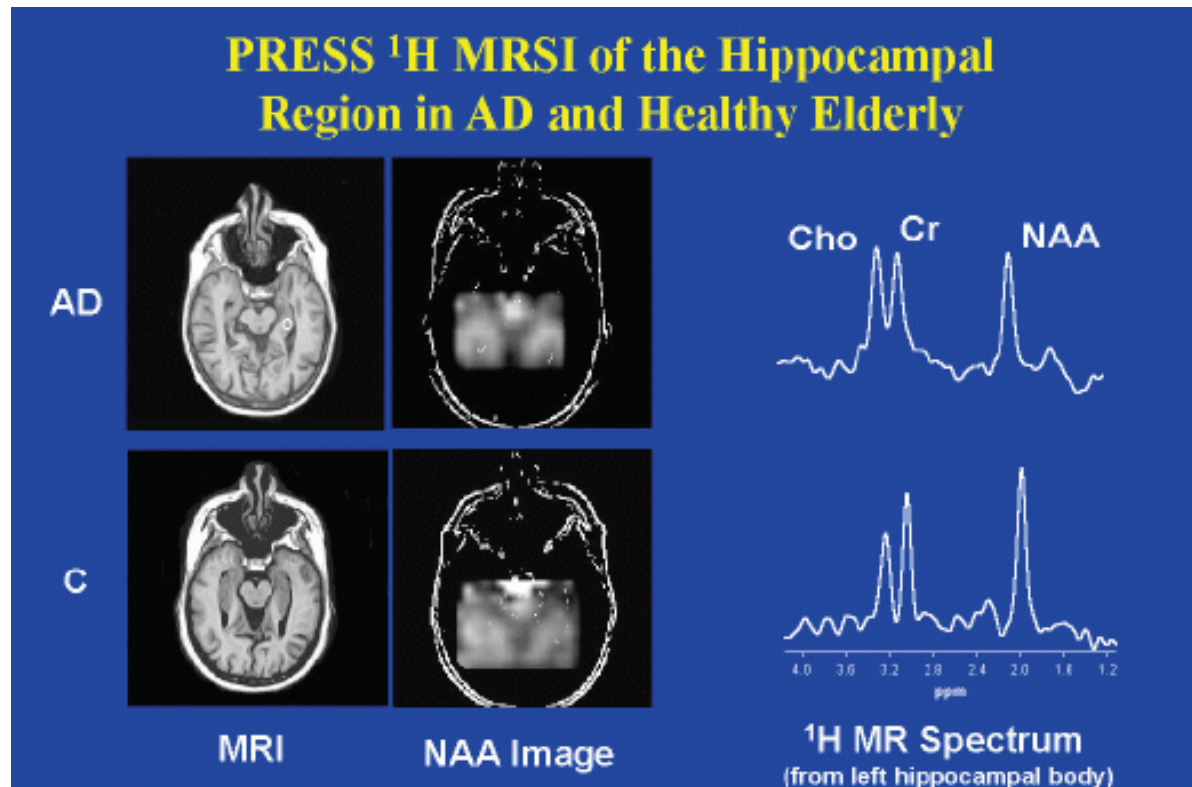 PRESS ¹H MRSI of the Hippocampal
Region in AD and Healthy Elderly
AD
Cho Cr NAA
C
4.0 3.6 3.2 2.8 2.4 2.0 1.6 1.2
ppm
MRI
NAA Image
¹H MR Spectrum
(from left hippocampal body)